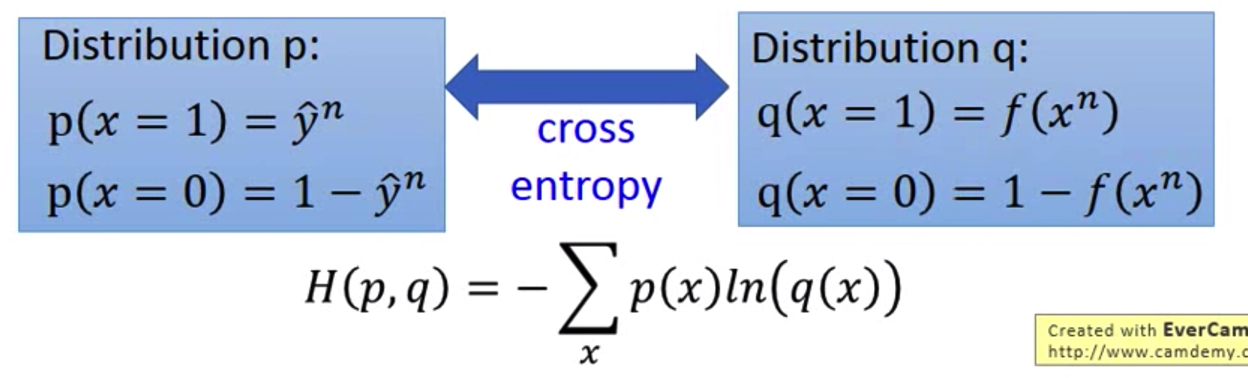 Distribution p:
p(x = 1) = ŷⁿ
p(x = 0) = 1 − ŷⁿ
cross
entropy
Distribution q:
q(x = 1) = f(xⁿ)
q(x = 0) = 1 − f(xⁿ)
H(p, q) = − ∑ₓ p(x)ln(q(x))
Created with EverCam
http://www.camdemy.c